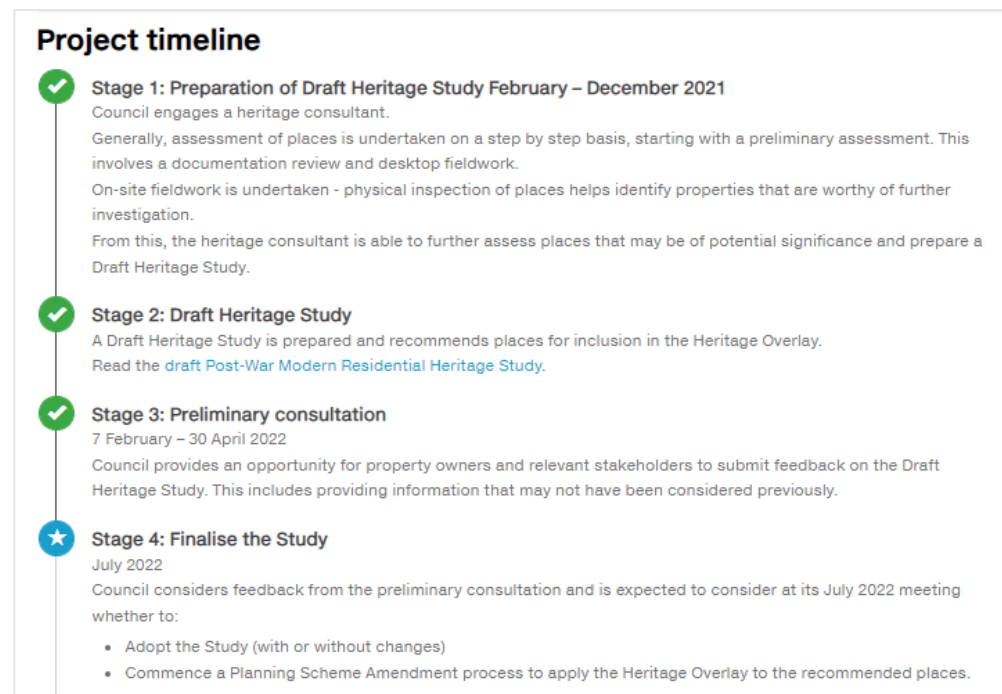 Project timeline
Stage 1: Preparation of Draft Heritage Study February – December 2021
Council engages a heritage consultant.
Generally, assessment of places is undertaken on a step by step basis, starting with a preliminary assessment. This
involves a documentation review and desktop fieldwork.
On-site fieldwork is undertaken - physical inspection of places helps identify properties that are worthy of further
investigation.
From this, the heritage consultant is able to further assess places that may be of potential significance and prepare a
Draft Heritage Study.
Stage 2: Draft Heritage Study
A Draft Heritage Study is prepared and recommends places for inclusion in the Heritage Overlay.
Read the draft Post-War Modern Residential Heritage Study.
Stage 3: Preliminary consultation
7 February – 30 April 2022
Council provides an opportunity for property owners and relevant stakeholders to submit feedback on the Draft
Heritage Study. This includes providing information that may not have been considered previously.
Stage 4: Finalise the Study
July 2022
Council considers feedback from the preliminary consultation and is expected to consider at its July 2022 meeting
whether to:
• Adopt the Study (with or without changes)
• Commence a Planning Scheme Amendment process to apply the Heritage Overlay to the recommended places.